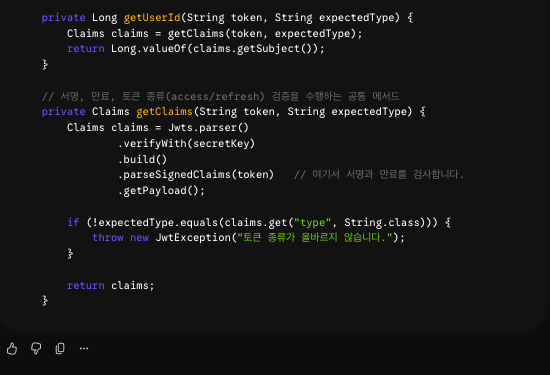 private Long getUserId(String token, String expectedType) {
    Claims claims = getClaims(token, expectedType);
    return Long.valueOf(claims.getSubject());
}

// 서명, 만료, 토큰 종류(access/refresh) 검증을 수행하는 공통 메서드
private Claims getClaims(String token, String expectedType) {
    Claims claims = Jwts.parser()
            .verifyWith(secretKey)
            .build()
            .parseSignedClaims(token)   // 여기서 서명과 만료를 검사합니다.
            .getPayload();

    if (!expectedType.equals(claims.get("type", String.class))) {
        throw new JwtException("토큰 종류가 올바르지 않습니다.");
    }

    return claims;
}